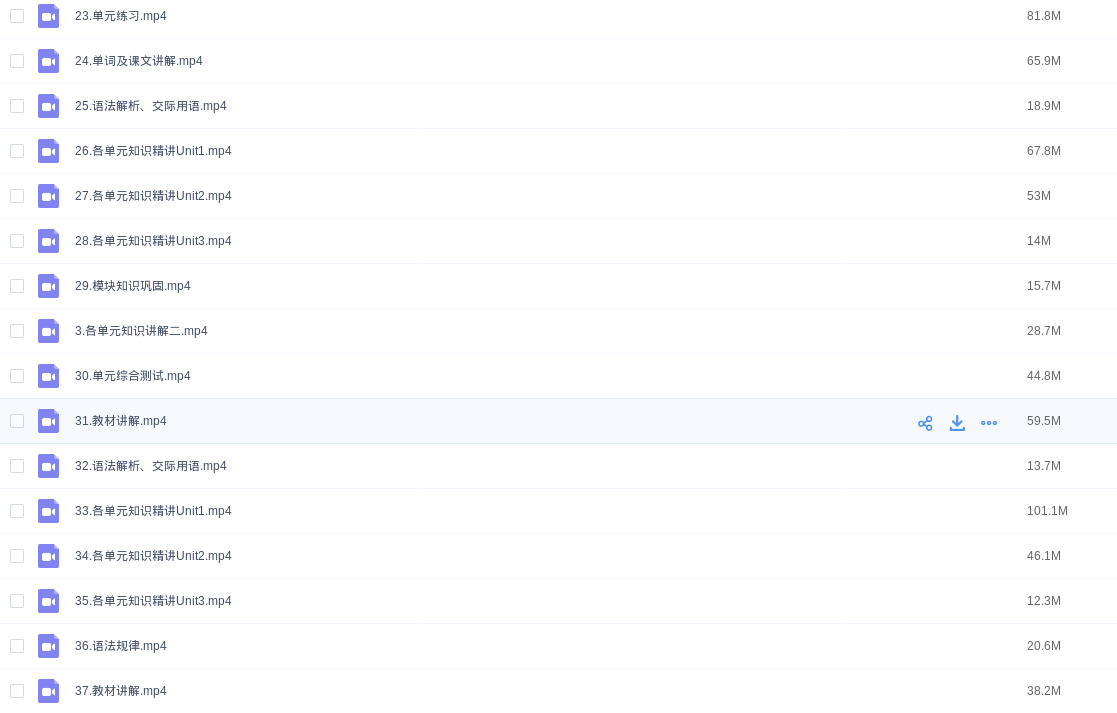 23.单元练习.mp4 81.8M
24.单词及课文讲解.mp4 65.9M
25.语法解析、交际用语.mp4 18.9M
26.各单元知识精讲Unit1.mp4 67.8M
27.各单元知识精讲Unit2.mp4 53M
28.各单元知识精讲Unit3.mp4 14M
29.模块知识巩固.mp4 15.7M
3.各单元知识讲解二.mp4 28.7M
30.单元综合测试.mp4 44.8M
31.教材讲解.mp4 59.5M
32.语法解析、交际用语.mp4 13.7M
33.各单元知识精讲Unit1.mp4 101.1M
34.各单元知识精讲Unit2.mp4 46.1M
35.各单元知识精讲Unit3.mp4 12.3M
36.语法规律.mp4 20.6M
37.教材讲解.mp4 38.2M